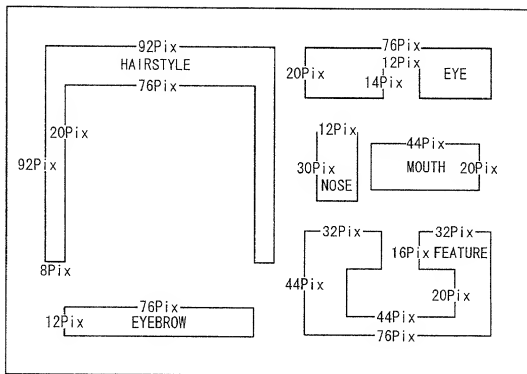 92Pix
HAIRSTYLE
76Pix
20Pix
92Pix
8Pix
76Pix
12Pix
EYEBROW
76Pix
12Pix
20Pix
EYE
14Pix
12Pix
30Pix
NOSE
44Pix
MOUTH
20Pix
32Pix
32Pix
16Pix
FEATURE
44Pix
20Pix
44Pix
76Pix